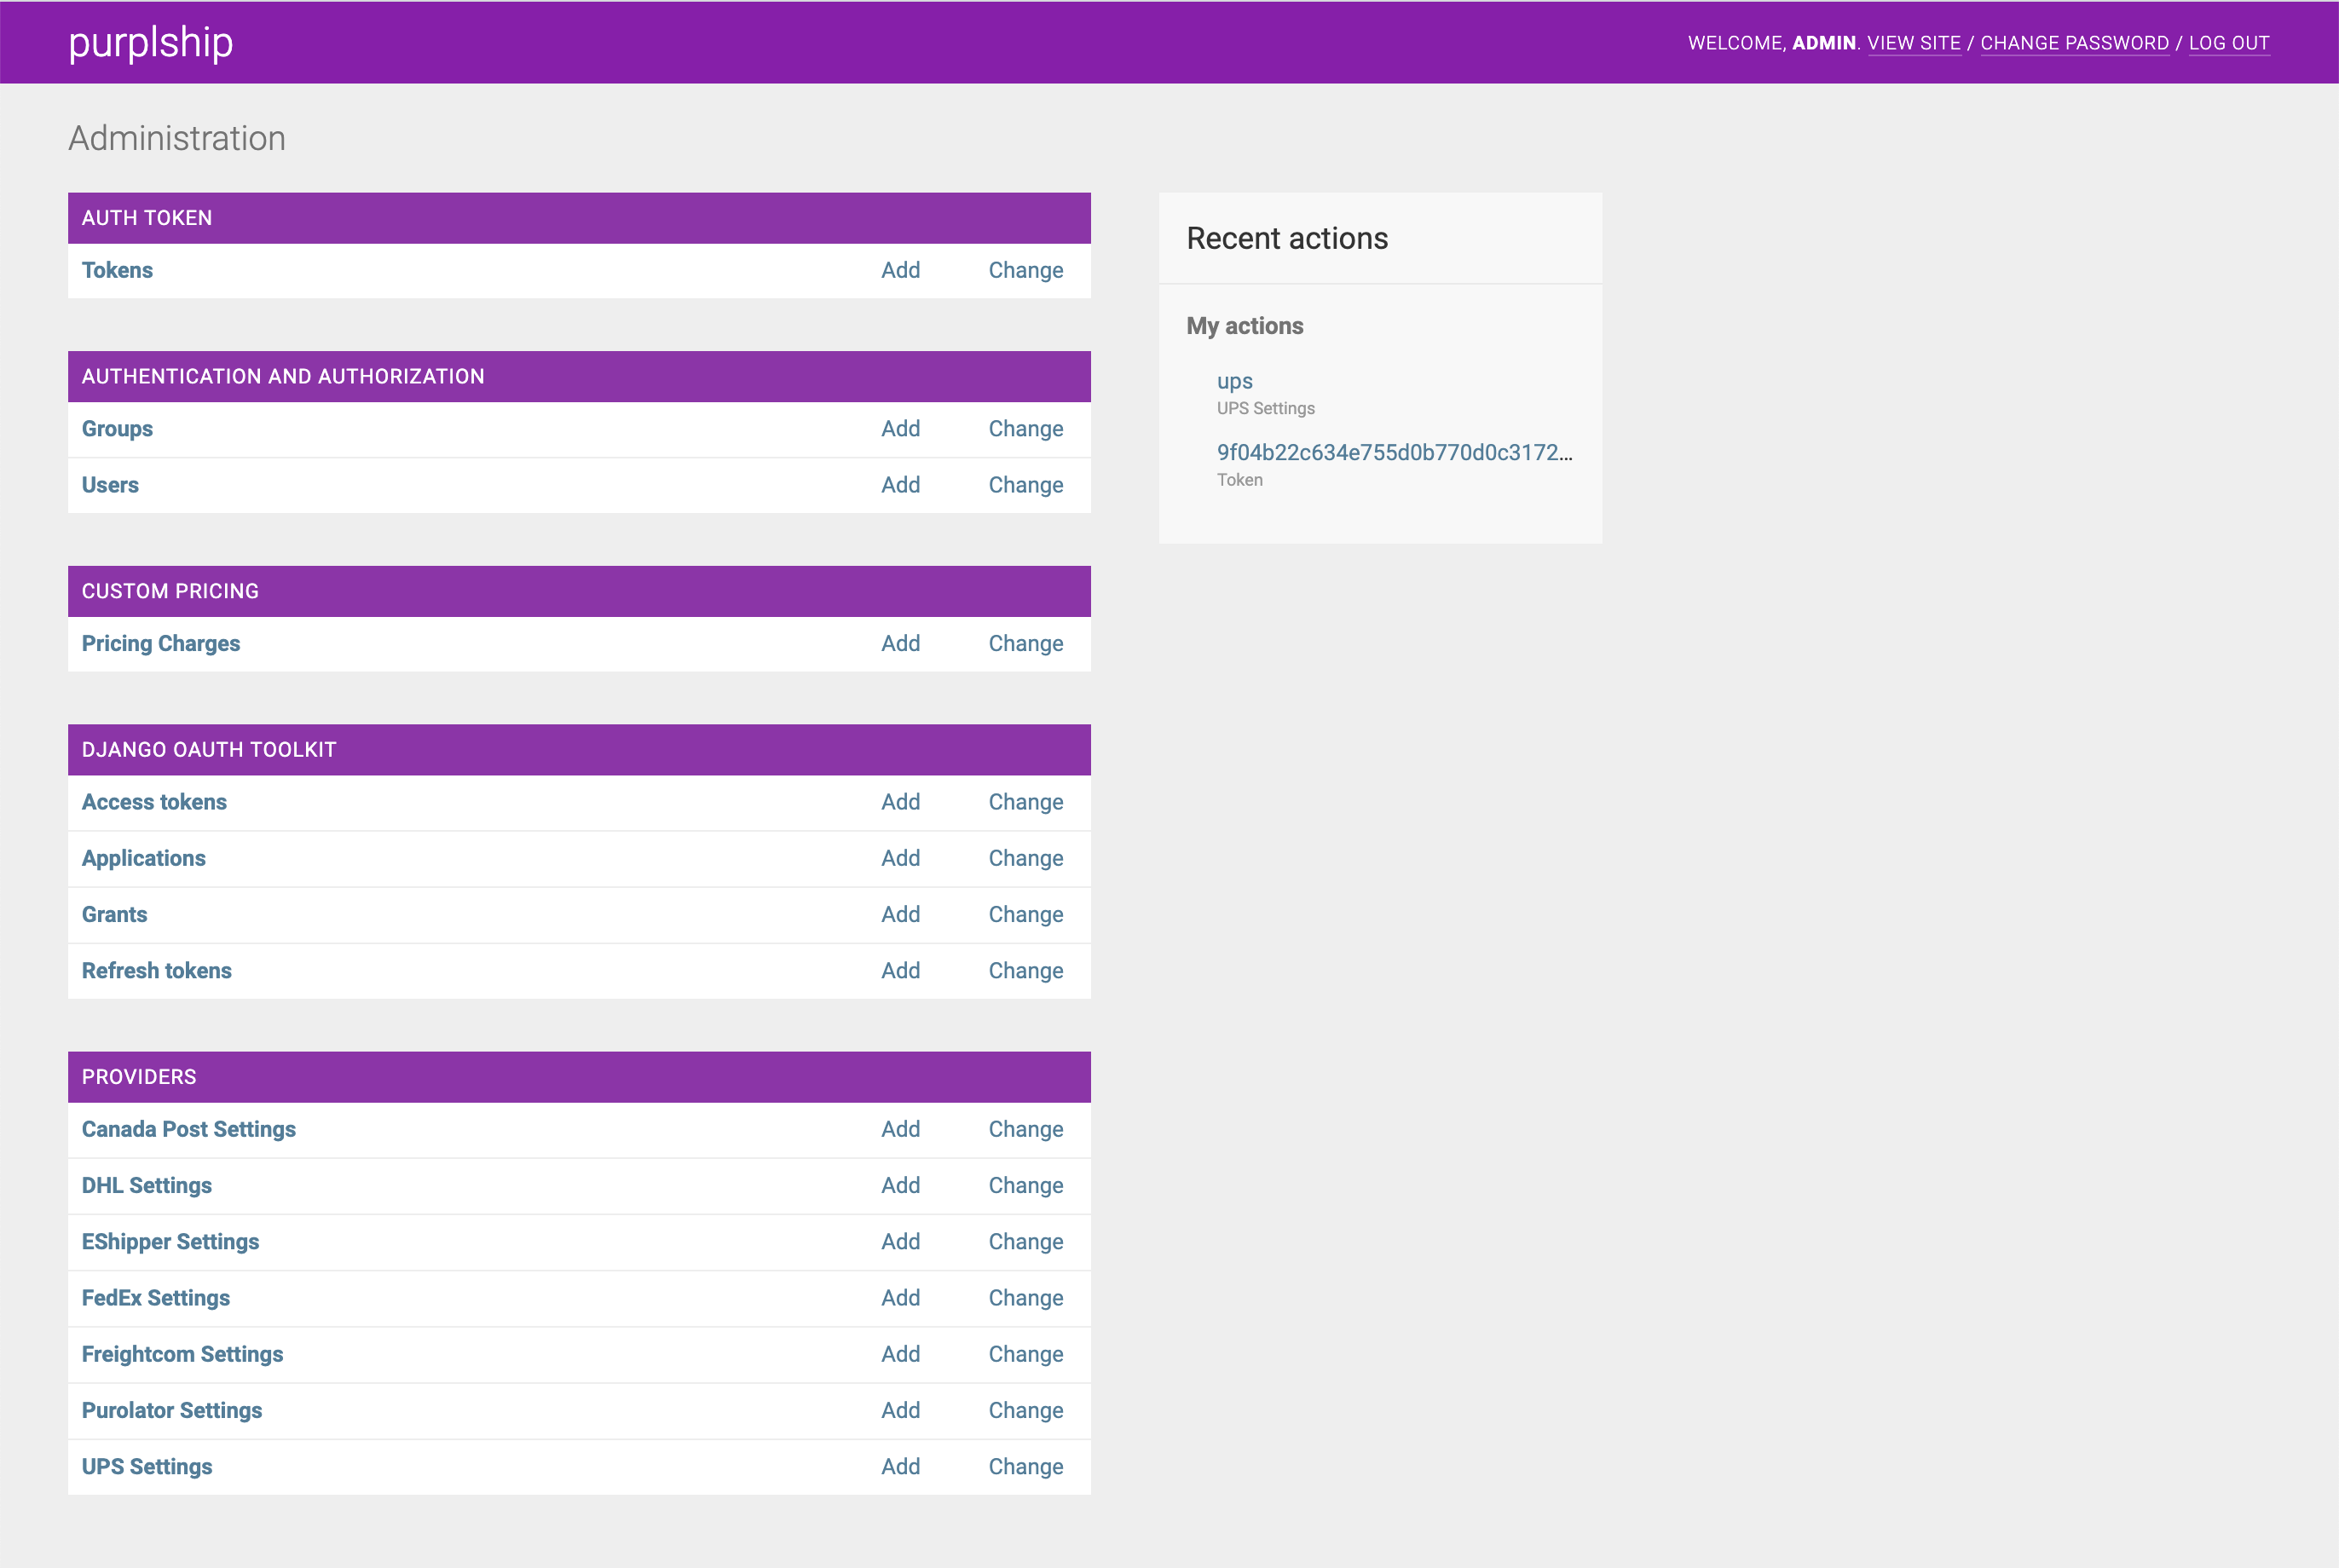 purplship
WELCOME, ADMIN. VIEW SITE / CHANGE PASSWORD / LOG OUT
Administration
AUTH TOKEN
Tokens Add Change
AUTHENTICATION AND AUTHORIZATION
Groups Add Change
Users Add Change
CUSTOM PRICING
Pricing Charges Add Change
DJANGO OAUTH TOOLKIT
Access tokens Add Change
Applications Add Change
Grants Add Change
Refresh tokens Add Change
PROVIDERS
Canada Post Settings Add Change
DHL Settings Add Change
EShipper Settings Add Change
FedEx Settings Add Change
Freightcom Settings Add Change
Purolator Settings Add Change
UPS Settings Add Change
Recent actions
My actions
ups
UPS Settings
9f04b22c634e755d0b770d0c3172...
Token